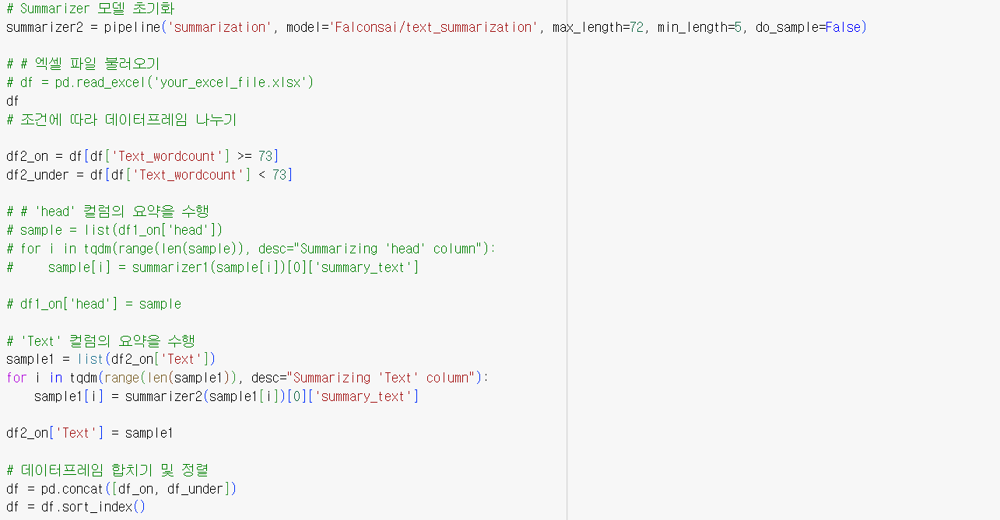 # Summarizer 모델 초기화
summarizer2 = pipeline('summarization', model='Falconsai/text_summarization', max_length=72, min_length=5, do_sample=False)
# # 엑셀 파일 불러오기
# df = pd.read_excel('your_excel_file.xlsx')
df
# 조건에 따라 데이터프레임 나누기
df2_on = df[df['Text_wordcount'] >= 73]
df2_under = df[df['Text_wordcount'] < 73]
# # 'head' 컬럼의 요약을 수행
# sample = list(df1_on['head'])
# for i in tqdm(range(len(sample)), desc="Summarizing 'head' column"):
#     sample[i] = summarizer1(sample[i])[0]['summary_text']
# df1_on['head'] = sample
# 'Text' 컬럼의 요약을 수행
sample1 = list(df2_on['Text'])
for i in tqdm(range(len(sample1)), desc="Summarizing 'Text' column"):
    sample1[i] = summarizer2(sample1[i])[0]['summary_text']
df2_on['Text'] = sample1
# 데이터프레임 합치기 및 정렬
df = pd.concat([df_on, df_under])
df = df.sort_index()